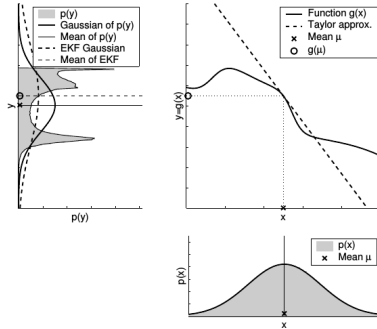 p(y)
Gaussian of p(y)
Mean of p(y)
EKF Gaussian
Mean of EKF
y
p(y)
Function g(x)
Taylor approx.
Mean μ
g(μ)
y=g(x)
x
p(x)
Mean μ
p(x)
x